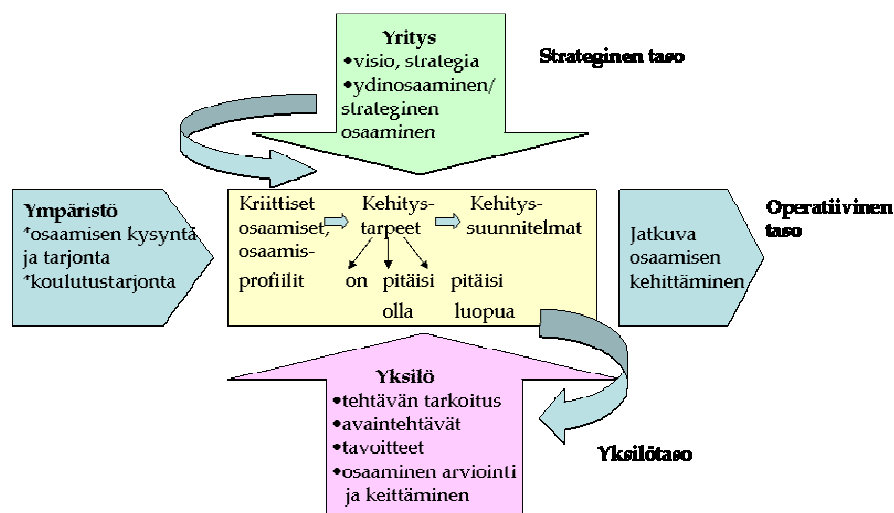 Yritys
•visio, strategia
•ydinosaaminen/
strateginen
osaaminen
Strateginen taso
Ympäristö
*osaamisen kysyntä
ja tarjonta
*koulutustarjonta
Kriittiset
osaamiset,
osaamis-
profiilit
Kehitys-
tarpeet
on pitäisi pitäisi
olla luopua
Kehitys-
suunnitelmat
Jatkuva
osaamisen
kehittäminen
Operatiivinen
taso
Yksilö
•tehtävän tarkoitus
•avaintehtävät
•tavoitteet
•osaaminen arviointi
ja keittäminen
Yksilötaso